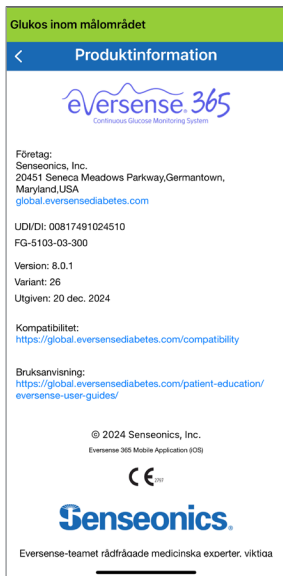 Glukos inom målområdet
Produktinformation
eversense. 365
Continuous Glucose Monitoring System
Företag:
Senseonics, Inc.
20451 Seneca Meadows Parkway,Germantown,
Maryland,USA
global.eversensediabetes.com
UDI/DI: 00817491024510
FG-5103-03-300
Version: 8.0.1
Variant: 26
Utgiven: 20 dec. 2024
Kompatibilitet:
https://global.eversensediabetes.com/compatibility
Bruksanvisning:
https://global.eversensediabetes.com/patient-education/
eversense-user-guides/
© 2024 Senseonics, Inc.
Eversense 365 Mobile Application (iOS)
CE 2797
Senseonics.
Eversense-teamet rådfrågade medicinska experter, viktiga